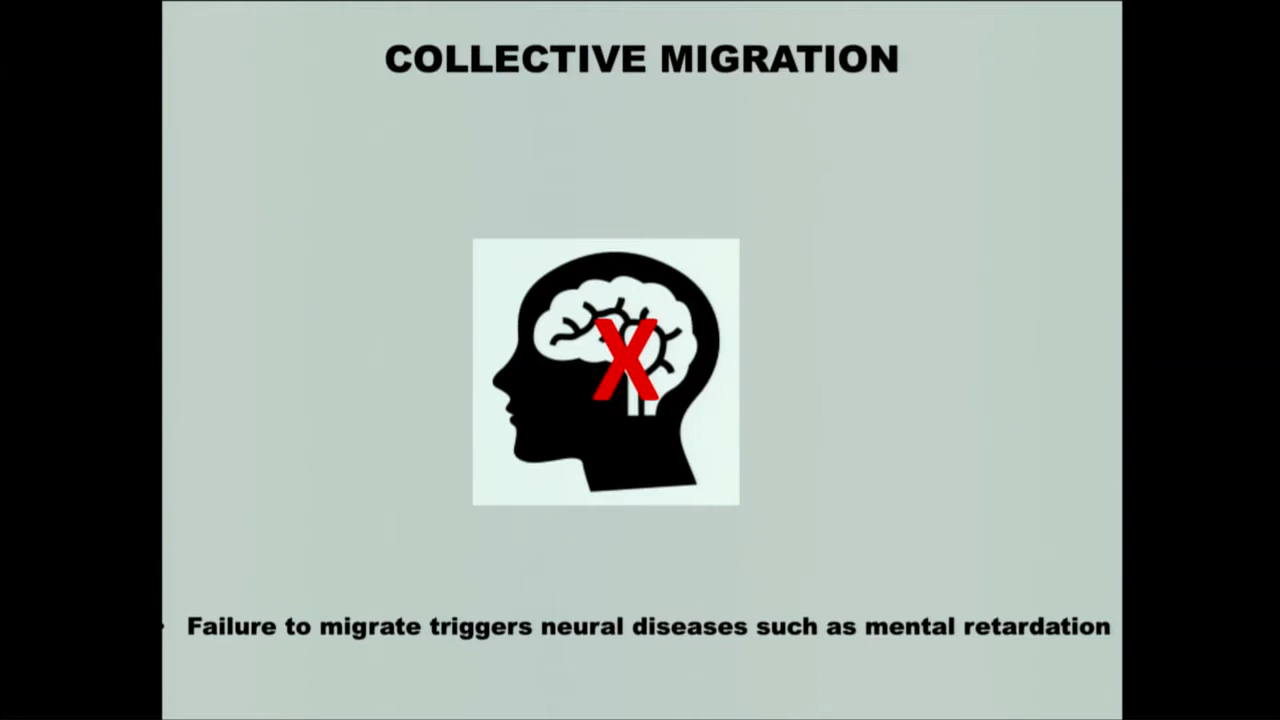 COLLECTIVE MIGRATION
X
• Failure to migrate triggers neural diseases such as mental retardation